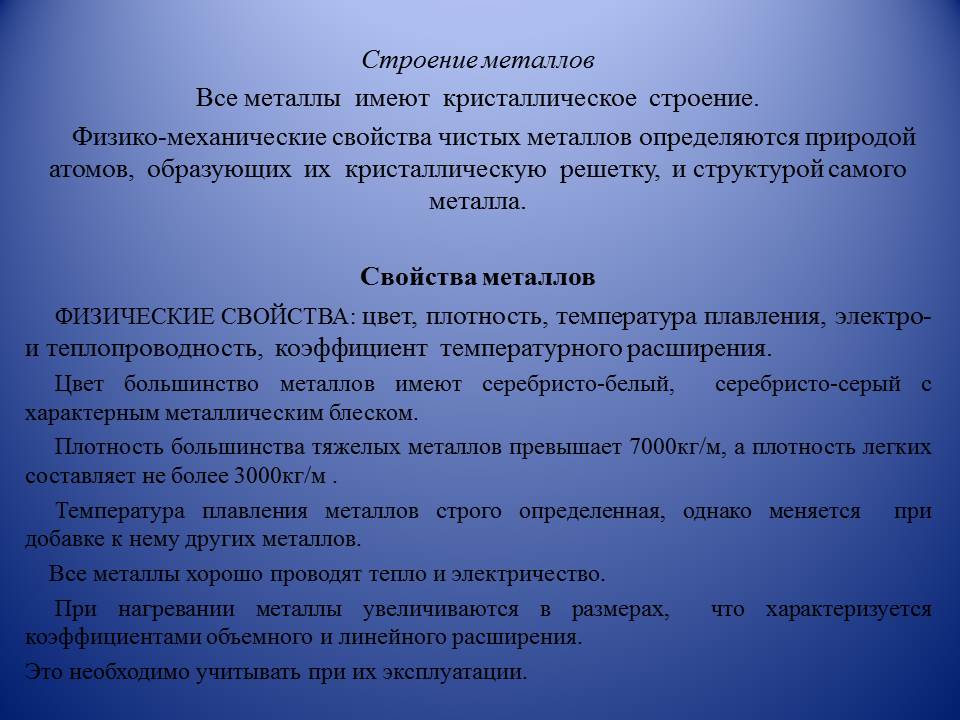 Строение металлов
Все металлы имеют кристаллическое строение.
Физико-механические свойства чистых металлов определяются природой
атомов, образующих их кристаллическую решетку, и структурой самого
металла.
Свойства металлов
ФИЗИЧЕСКИЕ СВОЙСТВА: цвет, плотность, температура плавления, электро-
и теплопроводность, коэффициент температурного расширения.
Цвет большинство металлов имеют серебристо-белый, серебристо-серый с
характерным металлическим блеском.
Плотность большинства тяжелых металлов превышает 7000кг/м, а плотность легких
составляет не более 3000кг/м .
Температура плавления металлов строго определенная, однако меняется при
добавке к нему других металлов.
Все металлы хорошо проводят тепло и электричество.
При нагревании металлы увеличиваются в размерах, что характеризуется
коэффициентами объемного и линейного расширения.
Это необходимо учитывать при их эксплуатации.